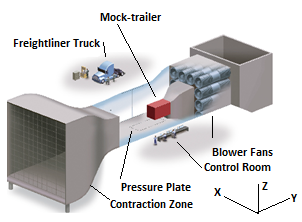 Mock-trailer
Freightliner Truck
Blower Fans
Control Room
Pressure Plate
Contraction Zone
X
Z
Y